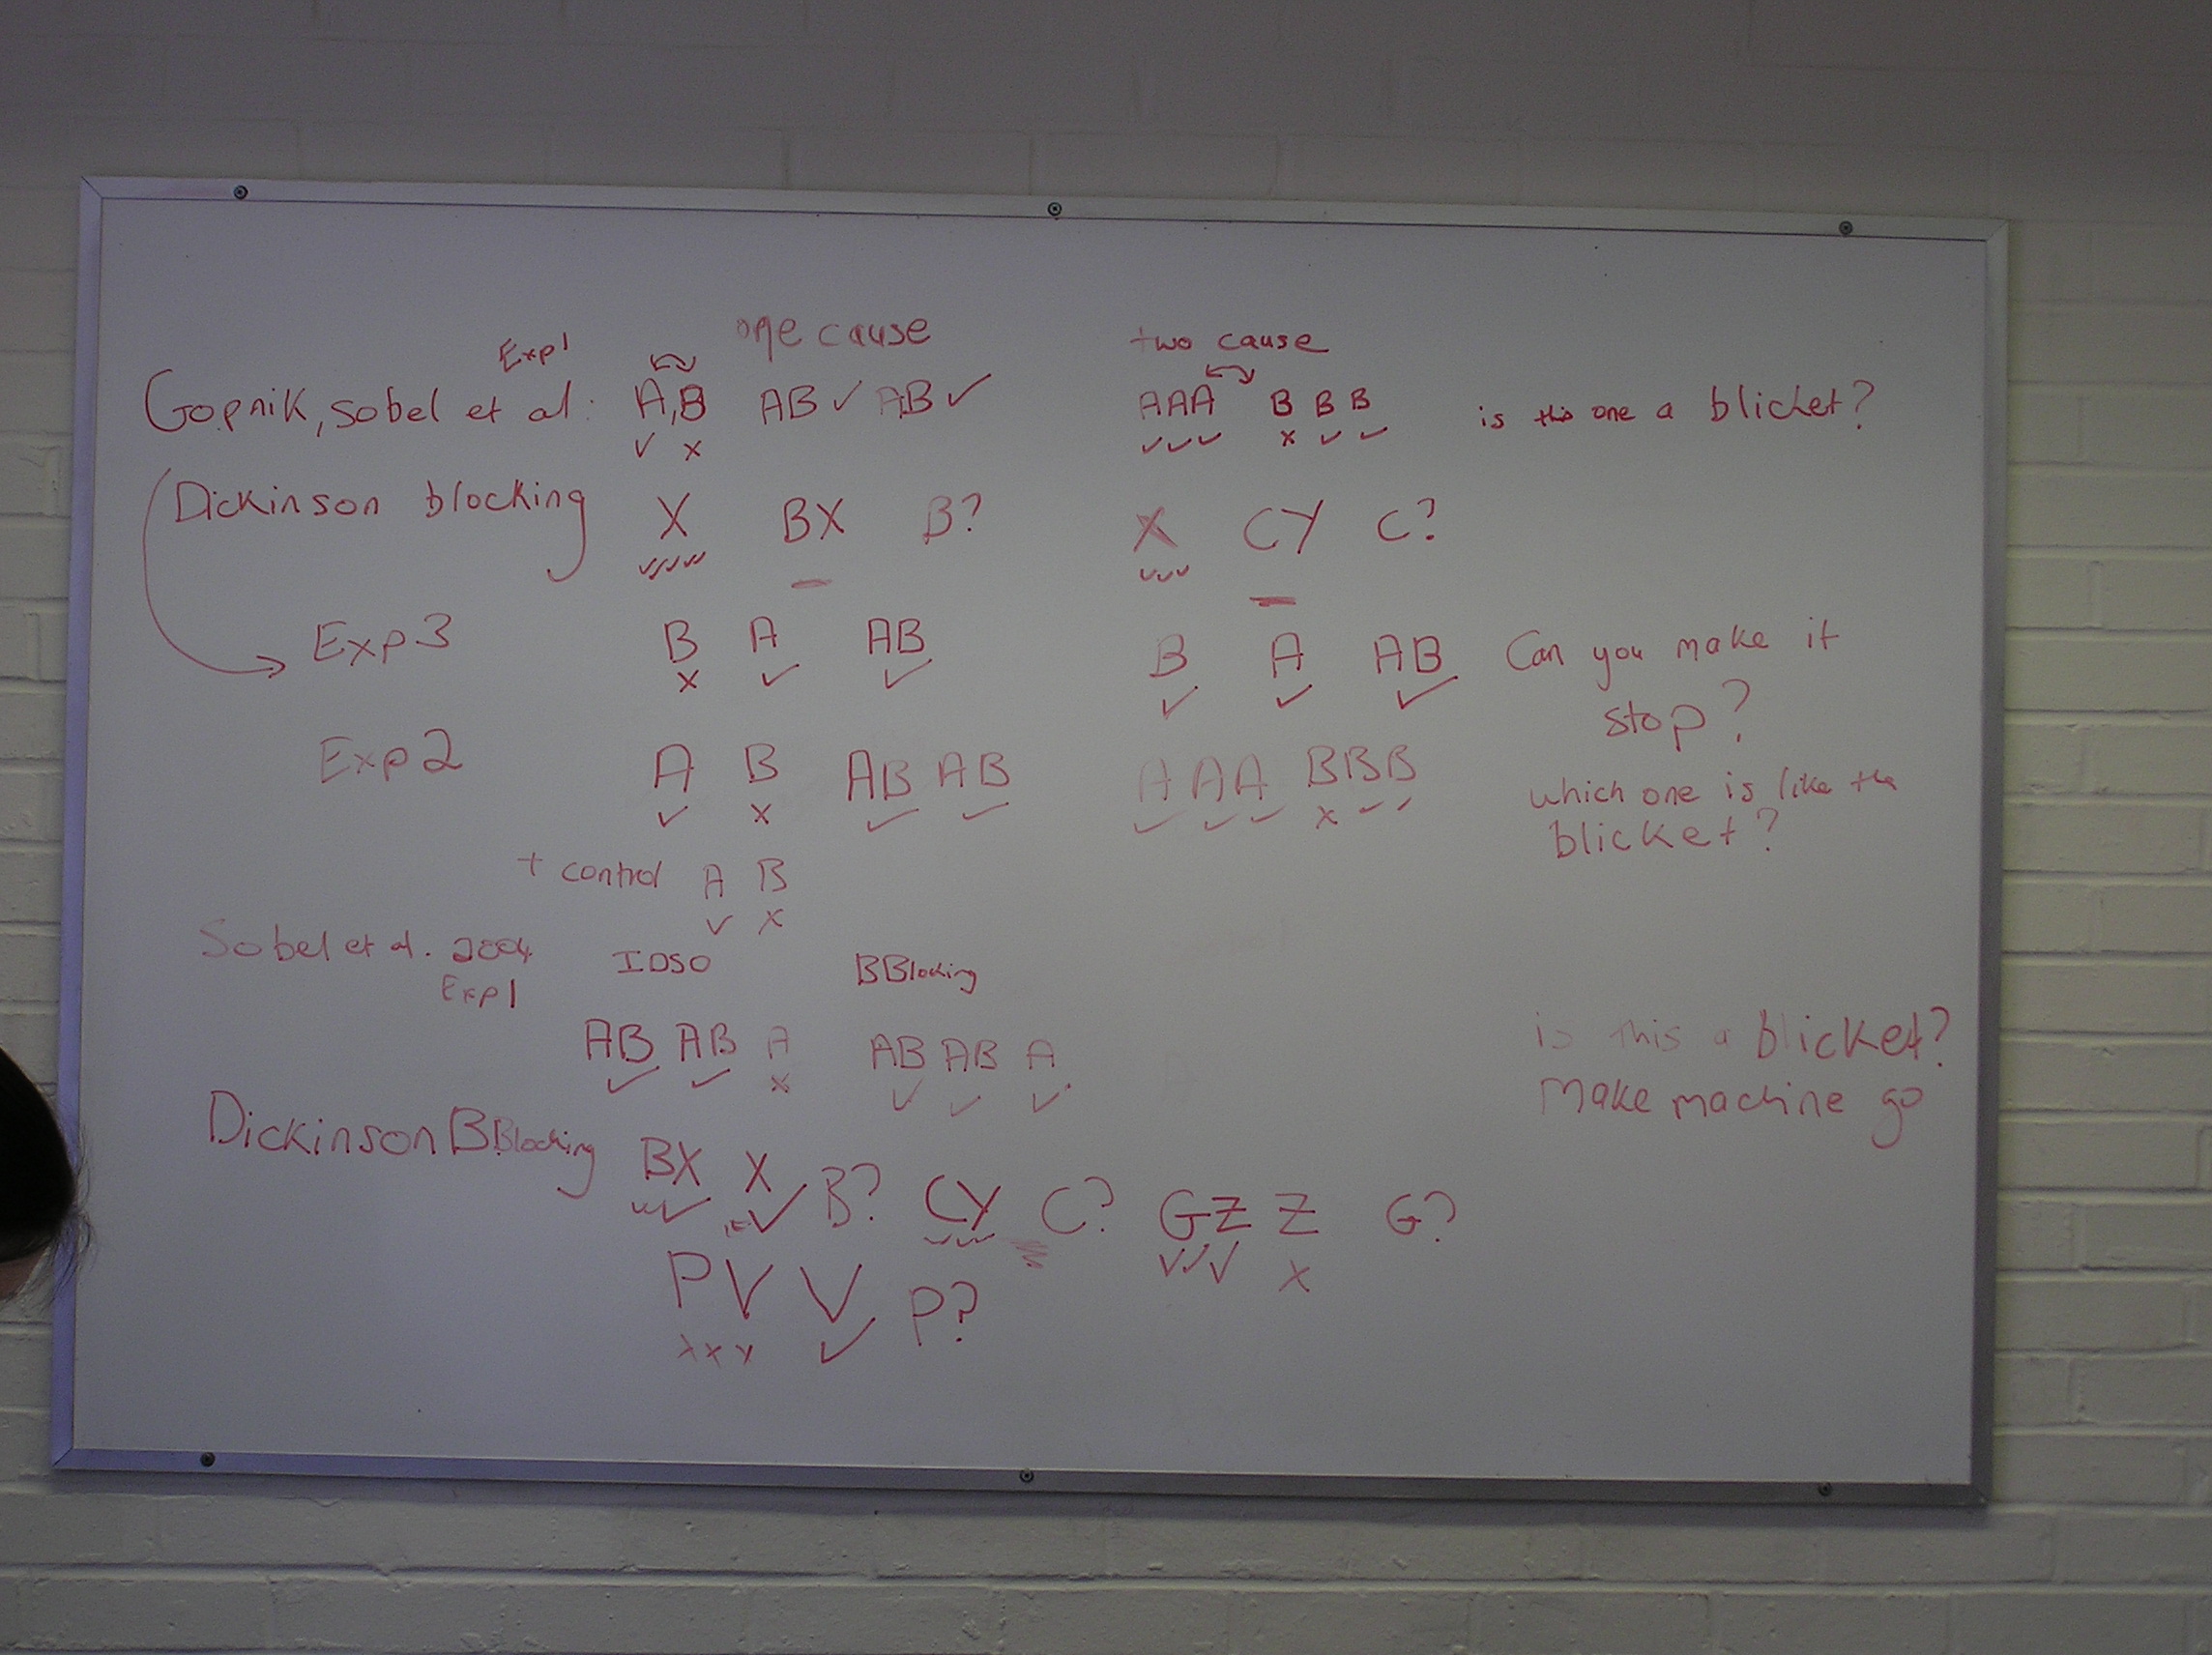 one cause two cause
Exp1
Gopnik, Sobel et al: A,B AB✓ AB✓ AAA B B B is this one a blicket?
✓ x ✓✓✓ x ✓ ✓
Dickinson blocking X BX B? X CY C?
✓✓✓✓ ✓✓✓
Exp3 B A AB B A AB Can you make it
x ✓ ✓ ✓ ✓ ✓ stop?
Exp2 A B AB AB A A A BBB which one is like the
✓ x ✓ ✓ ✓ ✓ ✓ x ✓ ✓ blicket?
+ control A B
✓ x
Sobel et al. 2004 IDSO BBlocking
Exp1
AB AB A AB AB A is this a blicket?
✓ ✓ x ✓ ✓ ✓ Make machine go
Dickinson BBlocking BX X B? CY C? GZ Z G?
✓ ✓ ✓✓✓ ✓✓✓ X
PV V P?
xxx ✓